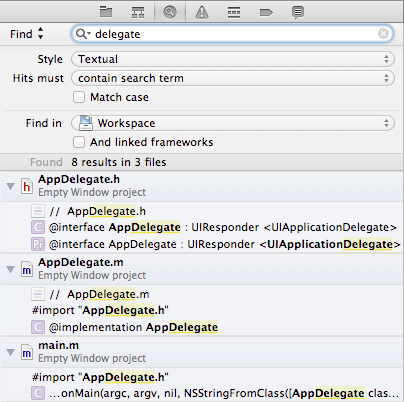 Find delegate
Style Textual
Hits must contain search term
Match case
Find in Workspace
And linked frameworks
Found 8 results in 3 files
h AppDelegate.h
Empty Window project
// AppDelegate.h
C @interface AppDelegate : UIResponder <UIApplicationDelegate>
Pr @interface AppDelegate : UIResponder <UIApplicationDelegate>
m AppDelegate.m
Empty Window project
// AppDelegate.m
#import "AppDelegate.h"
C @implementation AppDelegate
m main.m
Empty Window project
#import "AppDelegate.h"
C ...onMain(argc, argv, nil, NSStringFromClass([AppDelegate clas...